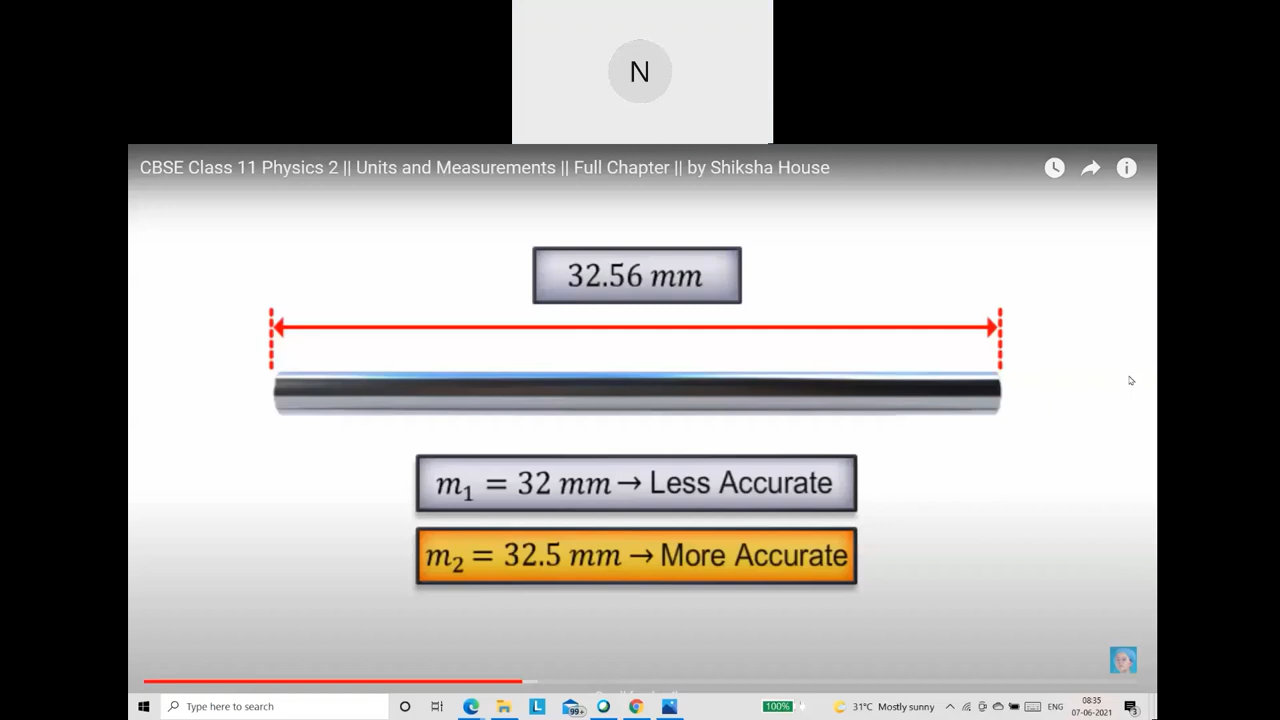 N
CBSE Class 11 Physics 2 || Units and Measurements || Full Chapter || by Shiksha House
32.56 mm
m₁ = 32 mm → Less Accurate
m₂ = 32.5 mm → More Accurate
Type here to search
L
99+
100%
31°C Mostly sunny
ENG
08:35
07-06-2021
3